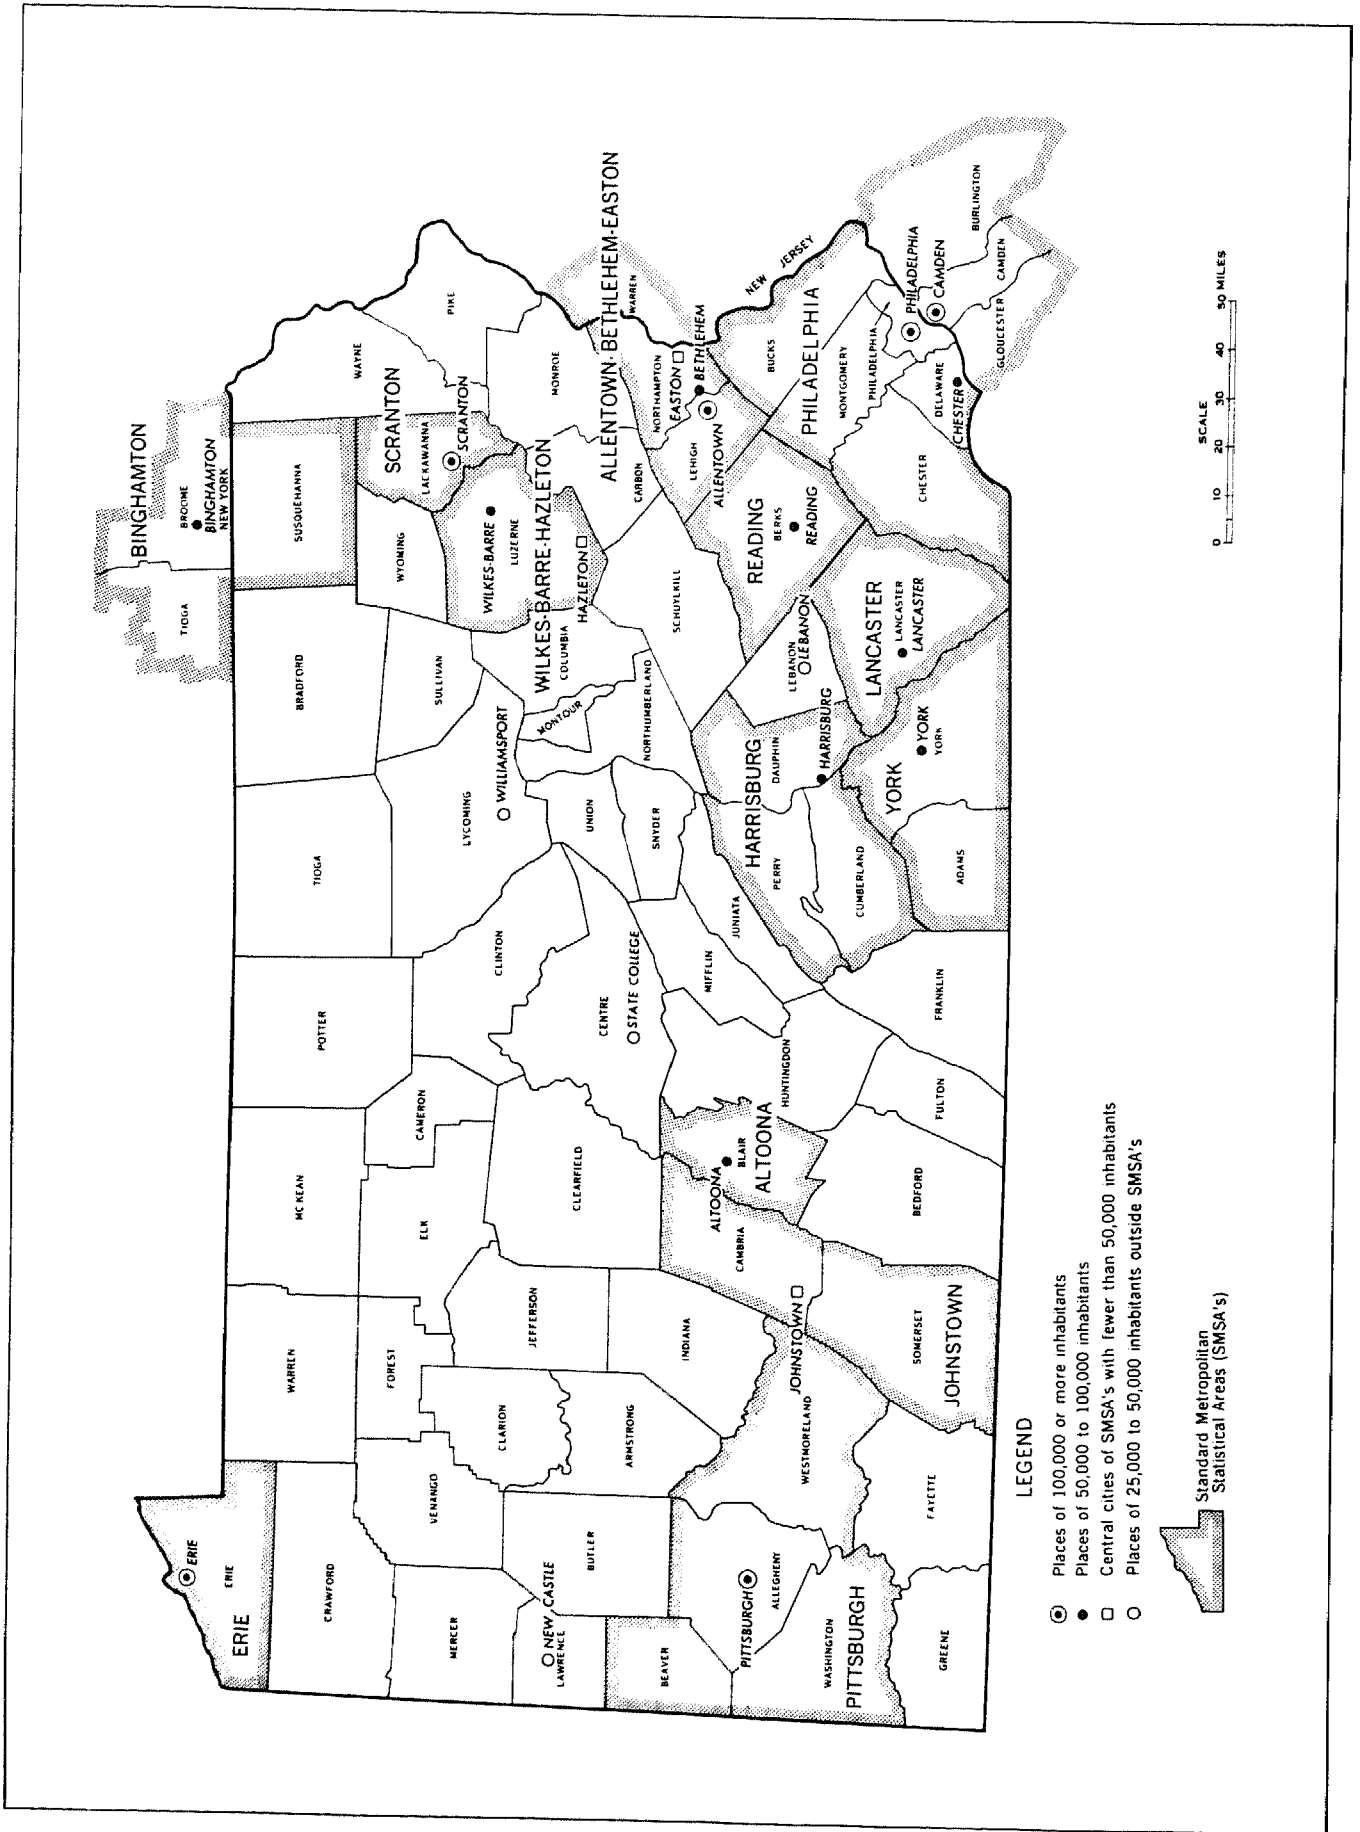 BINGHAMTON
TIOGA
BROOME
BINGHAMTON
NEW YORK
ERIE
ERIE
ERIE
CRAWFORD
WARREN
MC KEAN
POTTER
TIOGA
BRADFORD
SUSQUEHANNA
WAYNE
WYOMING
SCRANTON
LACKAWANNA
SCRANTON
PIKE
MERCER
VENANGO
FOREST
ELK
CAMERON
CLINTON
LYCOMING
WILLIAMSPORT
SULLIVAN
WILKES-BARRE
LUZERNE
WILKES-BARRE-HAZLETON
HAZLETON
COLUMBIA
MONTOUR
MONROE
NEW CASTLE
LAWRENCE
BUTLER
CLARION
JEFFERSON
CLEARFIELD
CENTRE
STATE COLLEGE
UNION
SNYDER
NORTHUMBERLAND
SCHUYLKILL
CARBON
ALLENTOWN-BETHLEHEM-EASTON
WARREN
NORTHAMPTON
EASTON
BETHLEHEM
LEHIGH
ALLENTOWN
BEAVER
ARMSTRONG
INDIANA
CAMBRIA
ALTOONA
BLAIR
ALTOONA
HUNTINGDON
MIFFLIN
JUNIATA
PERRY
HARRISBURG
DAUPHIN
HARRISBURG
CUMBERLAND
LEBANON
LEBANON
READING
BERKS
READING
BUCKS
NEW JERSEY
PITTSBURGH
ALLEGHENY
WASHINGTON
PITTSBURGH
WESTMORELAND
JOHNSTOWN
SOMERSET
JOHNSTOWN
GREENE
FAYETTE
BEDFORD
FULTON
FRANKLIN
ADAMS
YORK
YORK
YORK
LANCASTER
LANCASTER
LANCASTER
CHESTER
PHILADELPHIA
MONTGOMERY
PHILADELPHIA
PHILADELPHIA
DELAWARE
CHESTER
CAMDEN
BURLINGTON
CAMDEN
GLOUCESTER
LEGEND
Places of 100,000 or more inhabitants
Places of 50,000 to 100,000 inhabitants
Central cities of SMSA's with fewer than 50,000 inhabitants
Places of 25,000 to 50,000 inhabitants outside SMSA's
Standard Metropolitan
Statistical Areas (SMSA's)
SCALE
0 10 20 30 40 50 MILES